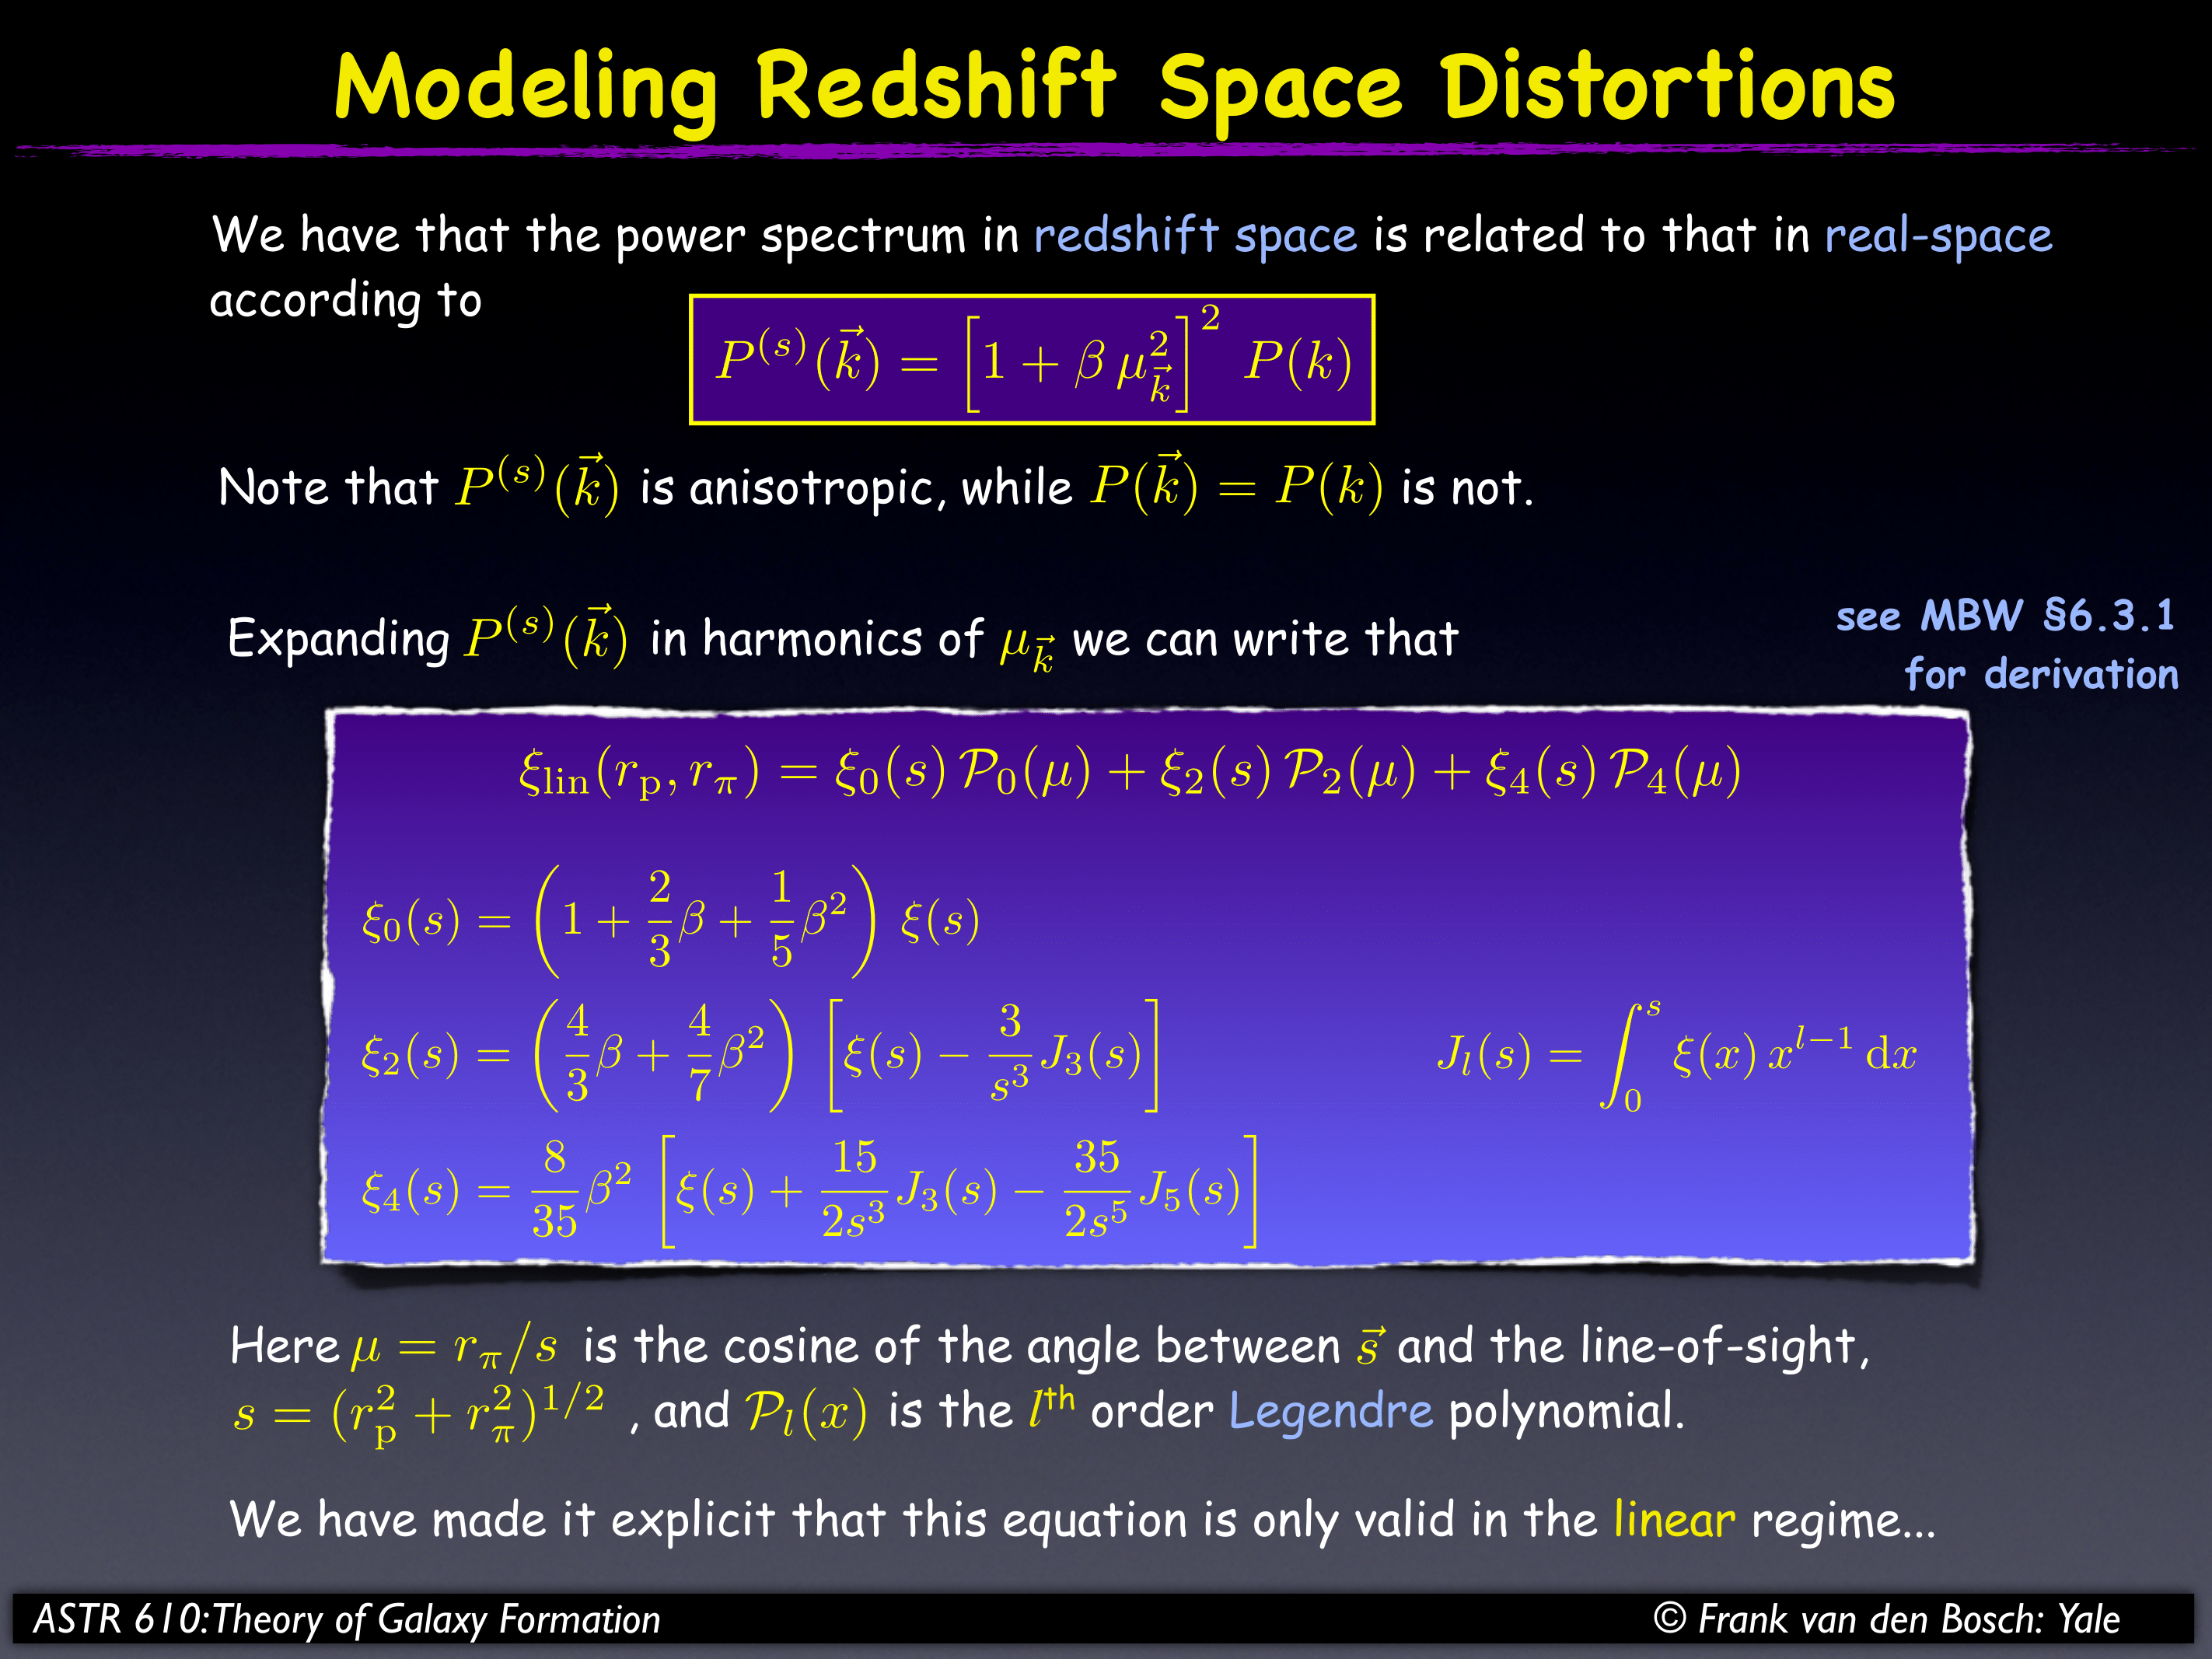 Modeling Redshift Space Distortions
We have that the power spectrum in redshift space is related to that in real-space
according to
$P^{(s)}(\vec{k}) = \left[1 + \beta\,\mu_{\vec{k}}^2\right]^2 P(k)$
Note that $P^{(s)}(\vec{k})$ is anisotropic, while $P(\vec{k}) = P(k)$ is not.
Expanding $P^{(s)}(\vec{k})$ in harmonics of $\mu_{\vec{k}}$ we can write that
see MBW §6.3.1
for derivation
$\xi_{\rm lin}(r_{\rm p}, r_\pi) = \xi_0(s)\,\mathcal{P}_0(\mu) + \xi_2(s)\,\mathcal{P}_2(\mu) + \xi_4(s)\,\mathcal{P}_4(\mu)$
$\xi_0(s) = \left(1 + \frac{2}{3}\beta + \frac{1}{5}\beta^2\right)\,\xi(s)$
$\xi_2(s) = \left(\frac{4}{3}\beta + \frac{4}{7}\beta^2\right)\left[\xi(s) - \frac{3}{s^3}J_3(s)\right]$ $J_l(s) = \int_0^s \xi(x)\,x^{l-1}\,{\rm d}x$
$\xi_4(s) = \frac{8}{35}\beta^2\left[\xi(s) + \frac{15}{2s^3}J_3(s) - \frac{35}{2s^5}J_5(s)\right]$
Here $\mu = r_\pi/s$ is the cosine of the angle between $\vec{s}$ and the line-of-sight,
$s = (r_{\rm p}^2 + r_\pi^2)^{1/2}$ , and $\mathcal{P}_l(x)$ is the $l^{\rm th}$ order Legendre polynomial.
We have made it explicit that this equation is only valid in the linear regime...
ASTR 610:Theory of Galaxy Formation
© Frank van den Bosch: Yale